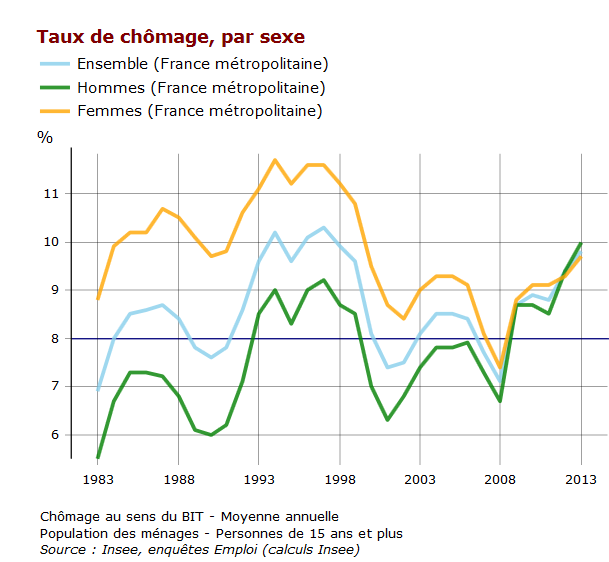 Taux de chômage, par sexe
Ensemble (France métropolitaine)
Hommes (France métropolitaine)
Femmes (France métropolitaine)
%
11
10
9
8
7
6
1983 1988 1993 1998 2003 2008 2013
Chômage au sens du BIT - Moyenne annuelle
Population des ménages - Personnes de 15 ans et plus
Source : Insee, enquêtes Emploi (calculs Insee)